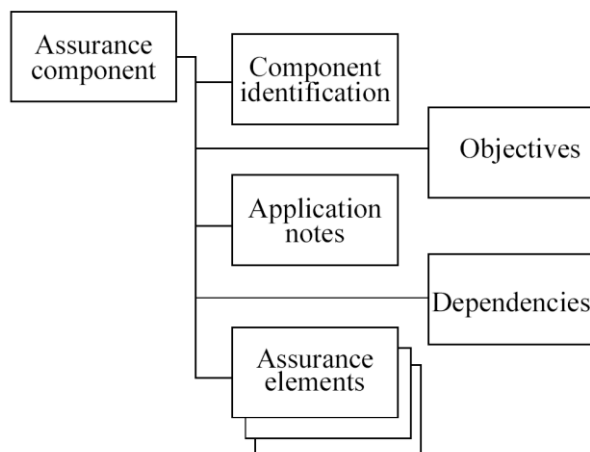 Assurance
component
Component
identification
Objectives
Application
notes
Dependencies
Assurance
elements